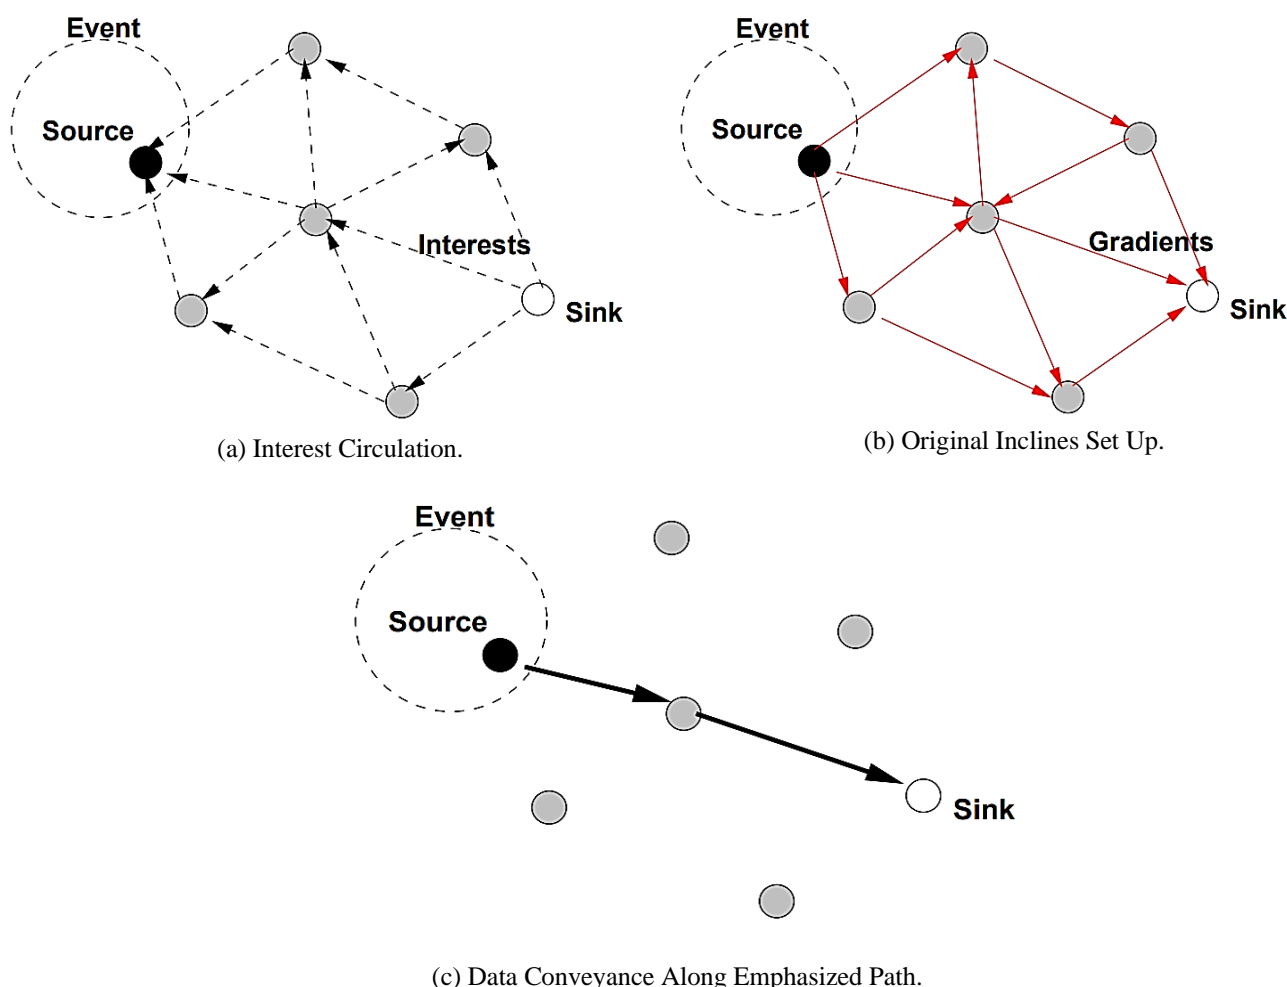 Event
Source
Interests
Sink
(a) Interest Circulation.
Event
Source
Gradients
Sink
(b) Original Inclines Set Up.
Event
Source
Sink
(c) Data Conveyance Along Emphasized Path.